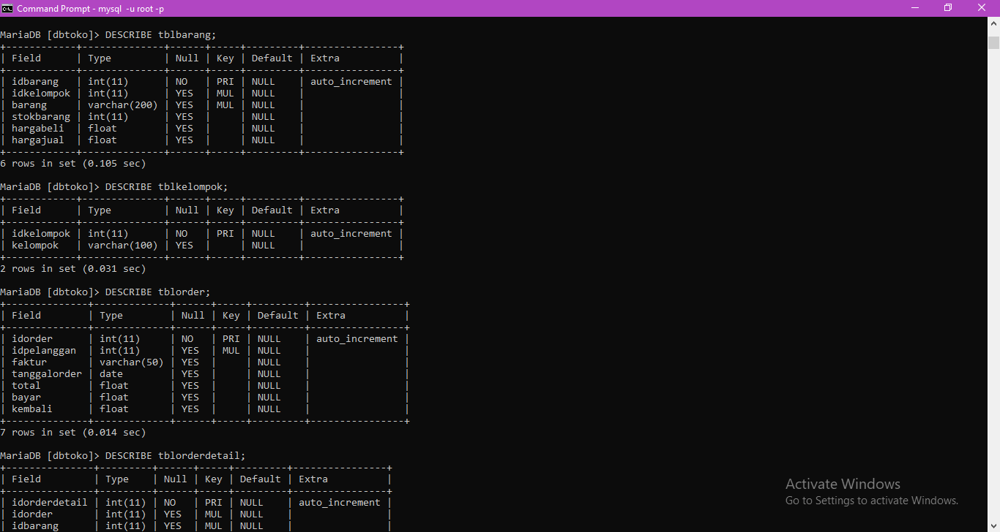 Command Prompt - mysql -u root -p
MariaDB [dbtoko]> DESCRIBE tblbarang;
+------------+--------------+------+-----+---------+----------------+
| Field      | Type         | Null | Key | Default | Extra          |
+------------+--------------+------+-----+---------+----------------+
| idbarang   | int(11)      | NO   | PRI | NULL    | auto_increment |
| idkelompok | int(11)      | YES  | MUL | NULL    |                |
| barang     | varchar(200) | YES  | MUL | NULL    |                |
| stokbarang | int(11)      | YES  |     | NULL    |                |
| hargabeli  | float        | YES  |     | NULL    |                |
| hargajual  | float        | YES  |     | NULL    |                |
+------------+--------------+------+-----+---------+----------------+
6 rows in set (0.105 sec)
MariaDB [dbtoko]> DESCRIBE tblkelompok;
+------------+--------------+------+-----+---------+----------------+
| Field      | Type         | Null | Key | Default | Extra          |
+------------+--------------+------+-----+---------+----------------+
| idkelompok | int(11)      | NO   | PRI | NULL    | auto_increment |
| kelompok   | varchar(100) | YES  |     | NULL    |                |
+------------+--------------+------+-----+---------+----------------+
2 rows in set (0.031 sec)
MariaDB [dbtoko]> DESCRIBE tblorder;
+--------------+-------------+------+-----+---------+----------------+
| Field        | Type        | Null | Key | Default | Extra          |
+--------------+-------------+------+-----+---------+----------------+
| idorder      | int(11)     | NO   | PRI | NULL    | auto_increment |
| idpelanggan  | int(11)     | YES  | MUL | NULL    |                |
| faktur       | varchar(50) | YES  |     | NULL    |                |
| tanggalorder | date        | YES  |     | NULL    |                |
| total        | float       | YES  |     | NULL    |                |
| bayar        | float       | YES  |     | NULL    |                |
| kembali      | float       | YES  |     | NULL    |                |
+--------------+-------------+------+-----+---------+----------------+
7 rows in set (0.014 sec)
MariaDB [dbtoko]> DESCRIBE tblorderdetail;
+---------------+---------+------+-----+---------+----------------+
| Field         | Type    | Null | Key | Default | Extra          |
+---------------+---------+------+-----+---------+----------------+
| idorderdetail | int(11) | NO   | PRI | NULL    | auto_increment |
| idorder       | int(11) | YES  | MUL | NULL    |                |
| idbarang      | int(11) | YES  | MUL | NULL    |                |
Activate Windows
Go to Settings to activate Windows.